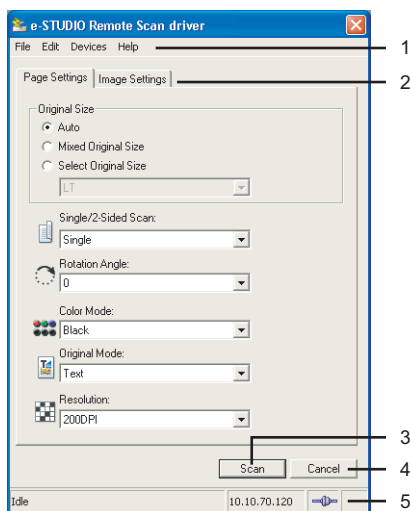 e-STUDIO Remote Scan driver
File Edit Devices Help
1
Page Settings Image Settings
2
Original Size
Auto
Mixed Original Size
Select Original Size
LT
Single/2-Sided Scan:
Single
Rotation Angle:
0
Color Mode:
Black
Original Mode:
Text
Resolution:
200DPI
3
Scan Cancel
4
Idle 10.10.70.120
5